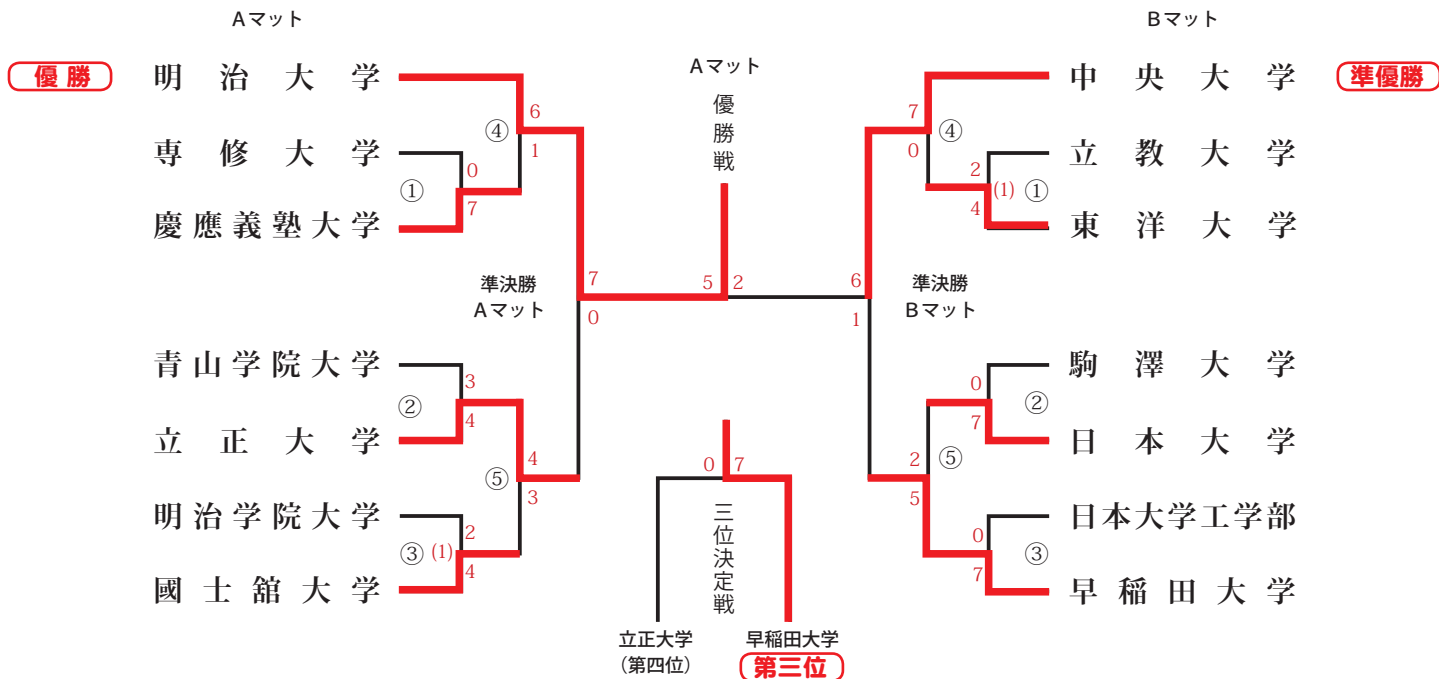 Aマット
Bマット
優勝
明治大学
専修大学
慶應義塾大学
①
0
7
④
6
1
青山学院大学
立正大学
②
3
4
明治学院大学
國士舘大学
③
2
(1)
4
⑤
4
3
準決勝
Aマット
7
0
Aマット
優勝戦
5 2
準決勝
Bマット
6
1
中央大学
準優勝
立教大学
東洋大学
2
(1)
4
①
7
0
④
駒澤大学
日本大学
0
7
②
日本大学工学部
早稲田大学
0
7
③
2
5
⑤
0 7
三位決定戦
立正大学
(第四位)
早稲田大学
第三位